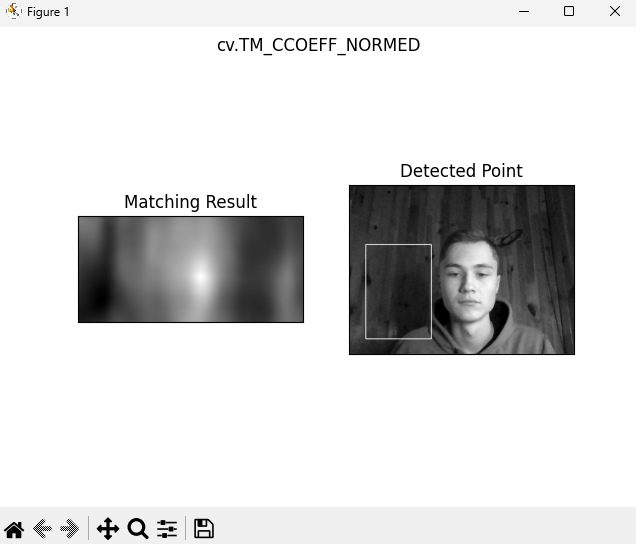 Figure 1
cv.TM_CCOEFF_NORMED
Detected Point
Matching Result